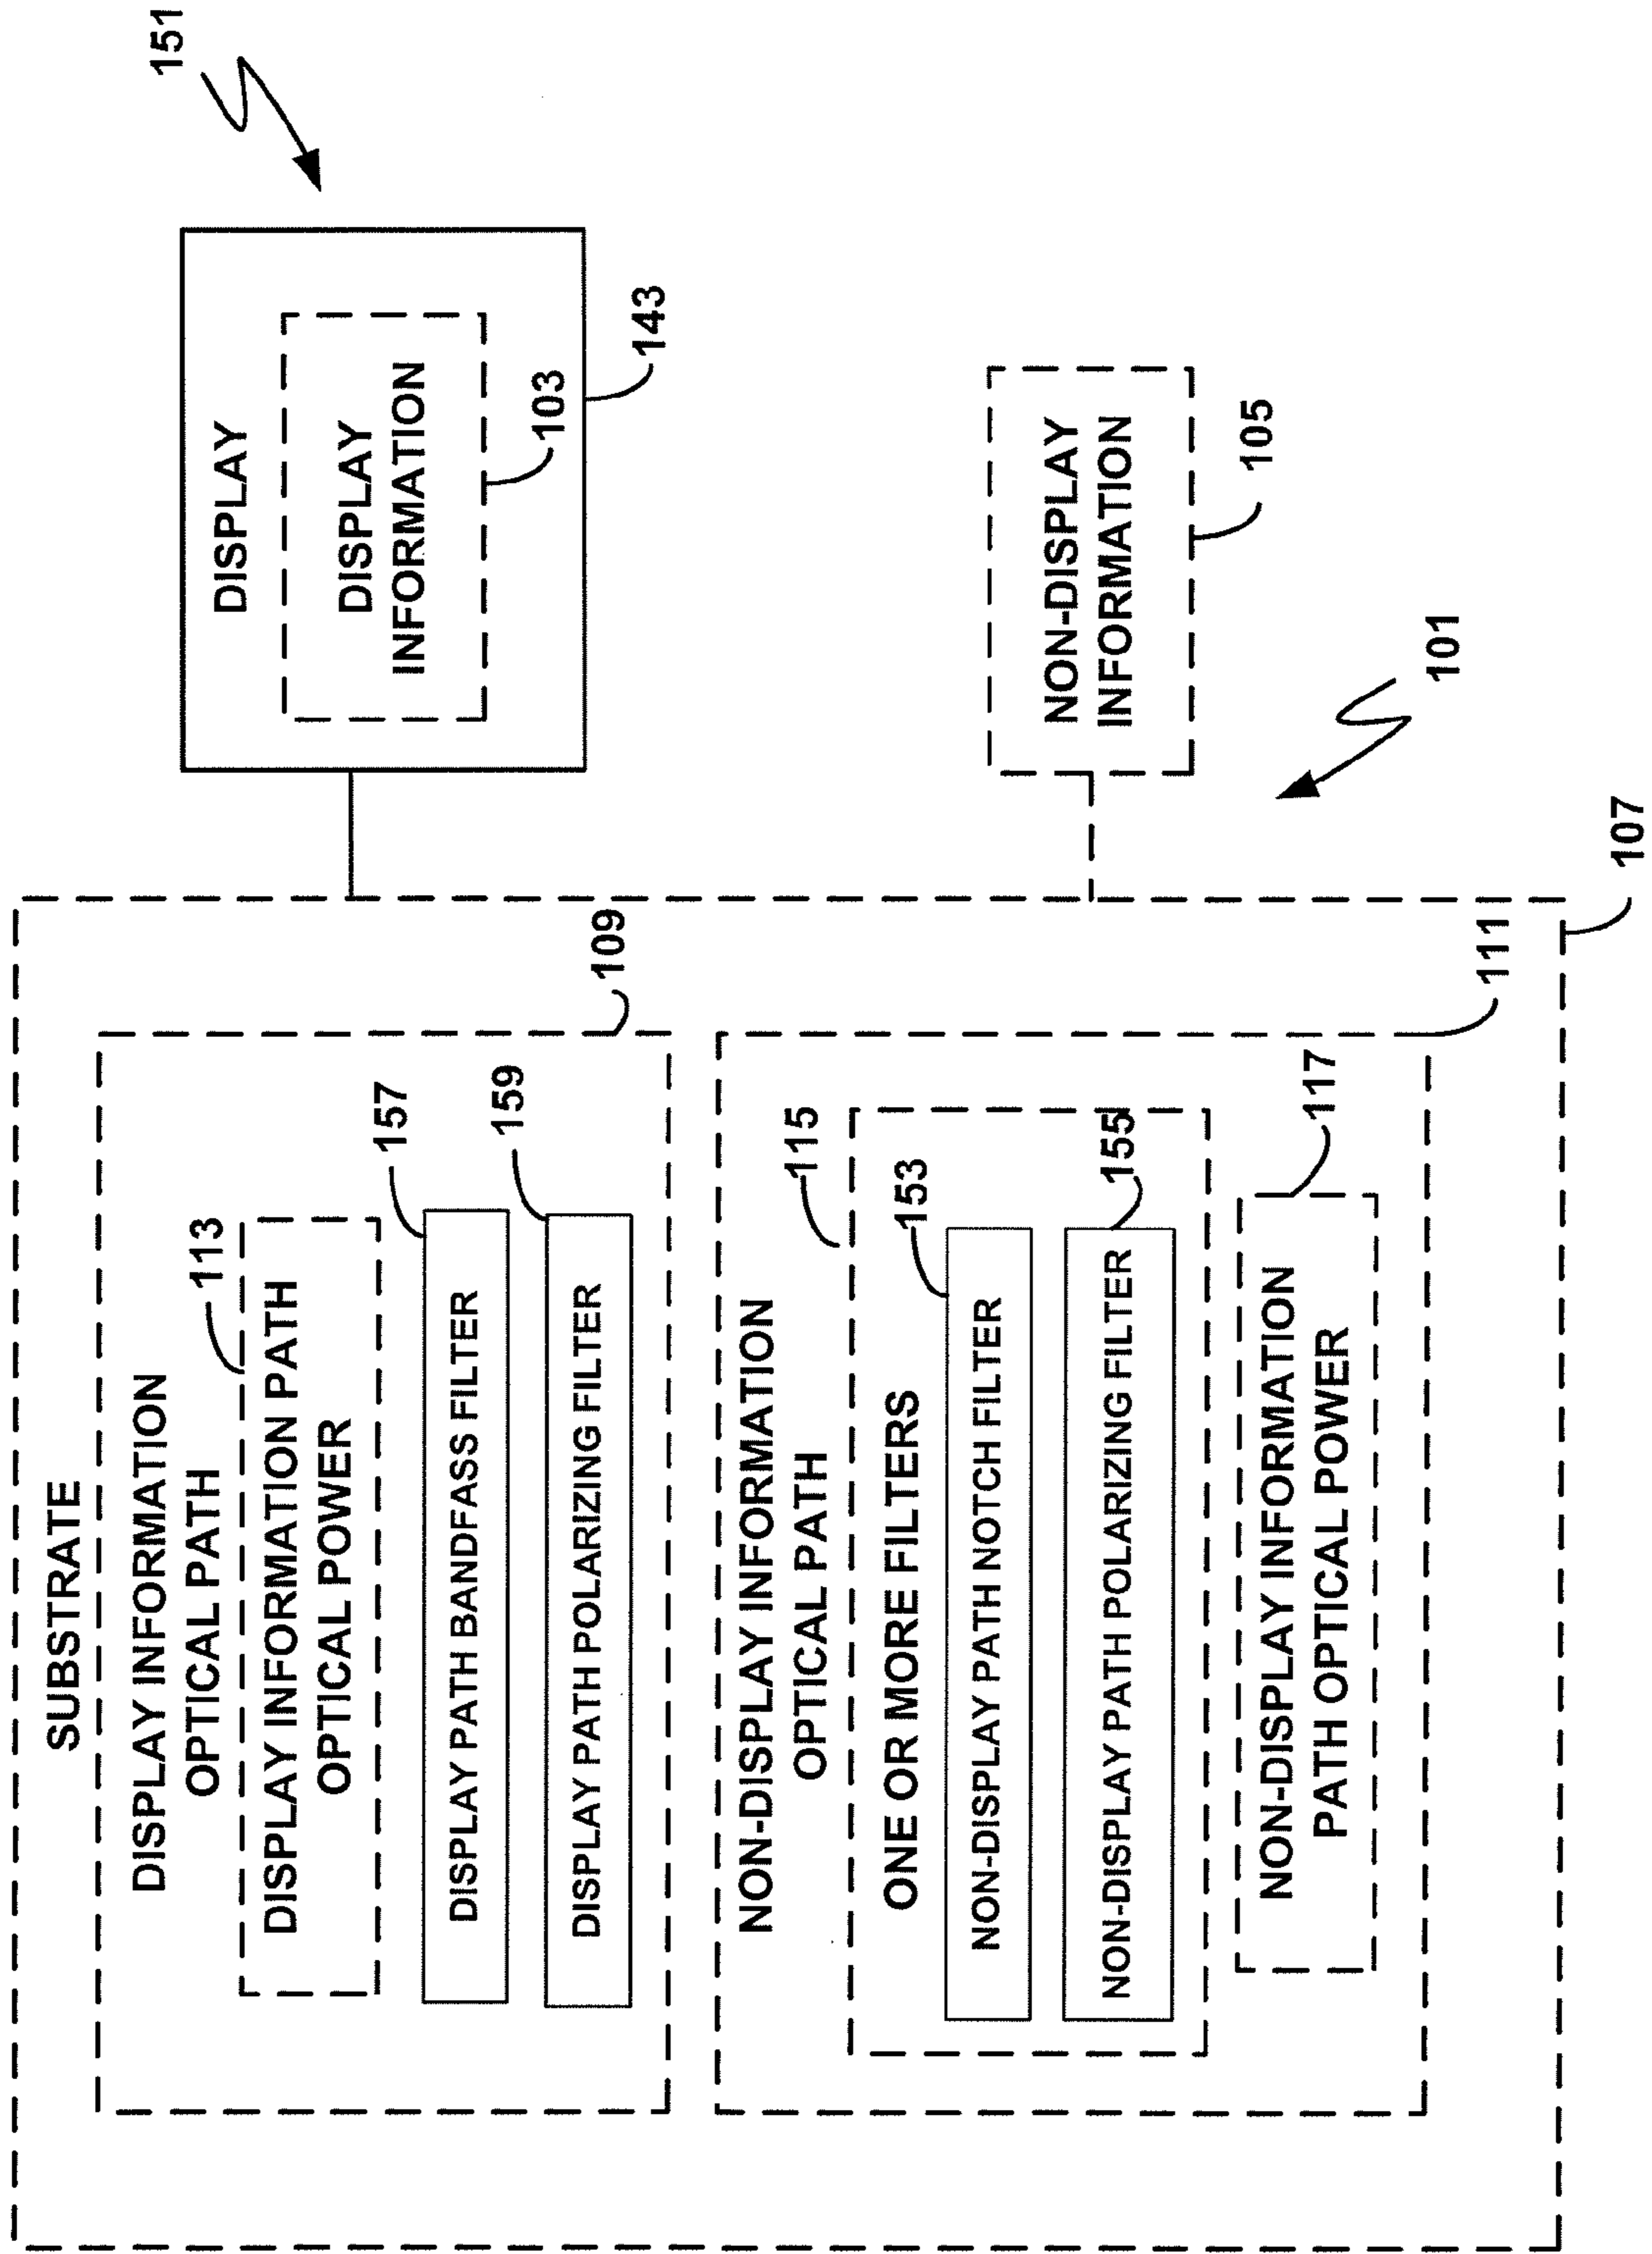 SUBSTRATE
DISPLAY INFORMATION
OPTICAL PATH
113
DISPLAY INFORMATION PATH
OPTICAL POWER
157
DISPLAY PATH BANDFASS FILTER
159
DISPLAY PATH POLARIZING FILTER
109
NON-DISPLAY INFORMATION
OPTICAL PATH
115
ONE OR MORE FILTERS
153
NON-DISPLAY PATH NOTCH FILTER
155
NON-DISPLAY PATH POLARIZING FILTER
117
NON-DISPLAY INFORMATION
PATH OPTICAL POWER
111
107
151
DISPLAY
DISPLAY
INFORMATION
103
143
NON-DISPLAY
INFORMATION
105
101